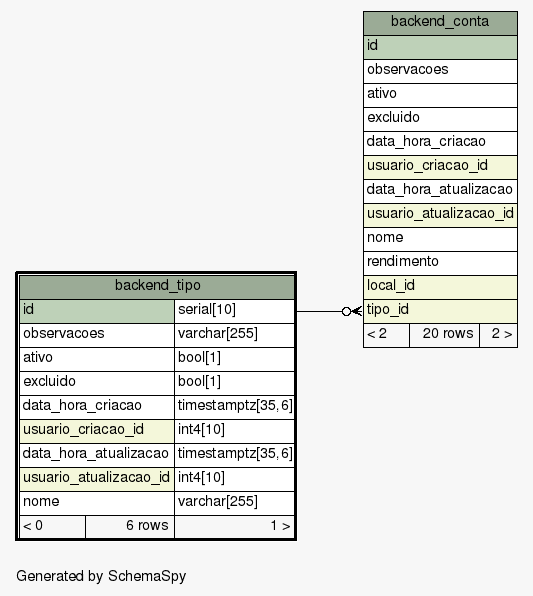 backend_conta
id
observacoes
ativo
excluido
data_hora_criacao
usuario_criacao_id
data_hora_atualizacao
usuario_atualizacao_id
nome
rendimento
local_id
tipo_id
< 2 20 rows 2 >
backend_tipo
id serial[10]
observacoes varchar[255]
ativo bool[1]
excluido bool[1]
data_hora_criacao timestamptz[35,6]
usuario_criacao_id int4[10]
data_hora_atualizacao timestamptz[35,6]
usuario_atualizacao_id int4[10]
nome varchar[255]
< 0 6 rows 1 >
Generated by SchemaSpy